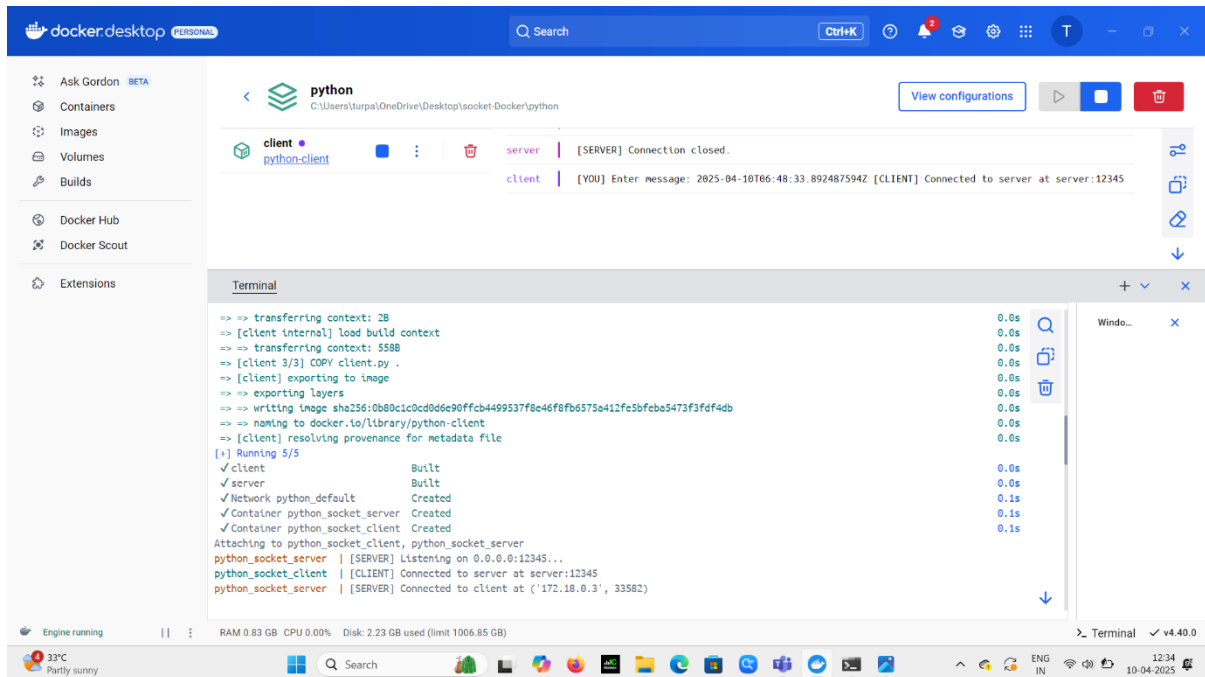 docker.desktop PERSONAL
Search
Ctrl+K
2
T
Ask Gordon BETA
Containers
Images
Volumes
Builds
Docker Hub
Docker Scout
Extensions
python
C:\Users\turpa\OneDrive\Desktop\socket-Docker\python
View configurations
client
python-client
server [SERVER] Connection closed.
client [YOU] Enter message: 2025-04-10T06:48:33.892487594Z [CLIENT] Connected to server at server:12345
Terminal
Windo...
=> => transferring context: 2B 0.0s
=> [client internal] load build context 0.0s
=> => transferring context: 558B 0.0s
=> [client 3/3] COPY client.py . 0.0s
=> [client] exporting to image 0.0s
=> => exporting layers 0.0s
=> => writing image sha256:0b80c1c0cd0d6e90ffcb4499537f8e46f8fb6575a412fe5bfeba5473f3fdf4db 0.0s
=> => naming to docker.io/library/python-client 0.0s
=> [client] resolving provenance for metadata file 0.0s
[+] Running 5/5
✓client Built 0.0s
✓server Built 0.0s
✓Network python_default Created 0.1s
✓Container python_socket_server Created 0.1s
✓Container python_socket_client Created 0.1s
Attaching to python_socket_client, python_socket_server
python_socket_server | [SERVER] Listening on 0.0.0.0:12345...
python_socket_client | [CLIENT] Connected to server at server:12345
python_socket_server | [SERVER] Connected to client at ('172.18.0.3', 33582)
Engine running
RAM 0.83 GB CPU 0.00% Disk: 2.23 GB used (limit 1006.85 GB)
>_ Terminal ✓ v4.40.0
4
33°C
Partly sunny
Search
ENG
IN
12:34
10-04-2025